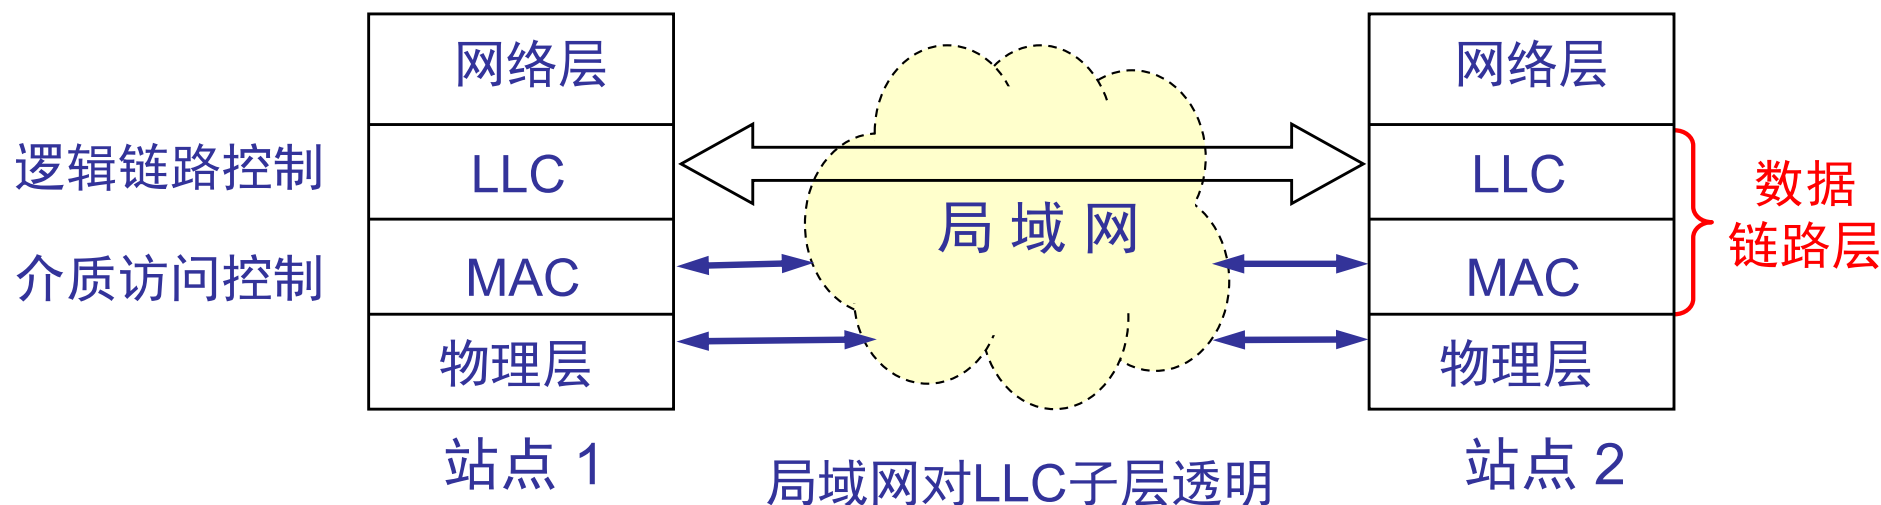 网络层
网络层
逻辑链路控制
LLC
LLC
数据
链路层
局域网
介质访问控制
MAC
MAC
物理层
物理层
站点 1
站点 2
局域网对LLC子层透明